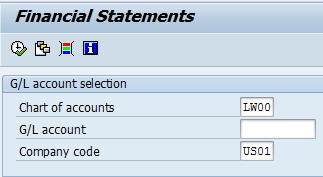 Financial Statements
G/L account selection
Chart of accounts LW00
G/L account
Company code US01